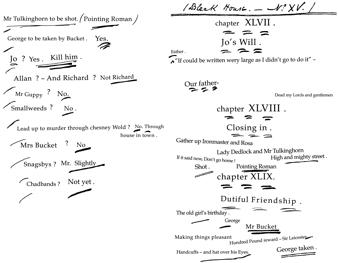 Mr Tulkinghorn to be shot. (Pointing Roman)
George to be taken by Bucket. Yes.
Jo? Yes. Kill him.
Allan? – And Richard? Not Richard
Mr Guppy? No.
Smallweeds? No.
Lead up to murder through chesney Wold? No. Through
house in town.
Mrs Bucket? No
Snagsbys? Mr. Slightly
Chadbands? Not yet.
(Bleak House. — No. XV.)
chapter XLVII.
Jo's Will.
Esther.
"If it could be written wery large as I didn't go to do it" –
Our father-
Dead my Lords and gentlemen
chapter XLVIII.
Closing in.
Gather up Ironmaster and Rosa
Lady Dedlock and Mr Tulkinghorn
If it said now, Don't go home! High and mighty street.
Shot. Pointing Roman
chapter XLIX.
Dutiful Friendship.
The old girl's birthday.
George
Mr Bucket.
Making things pleasant
Hundred Pound reward – Sir Leicester
Handcuffs – and hat over his Eyes. George taken.